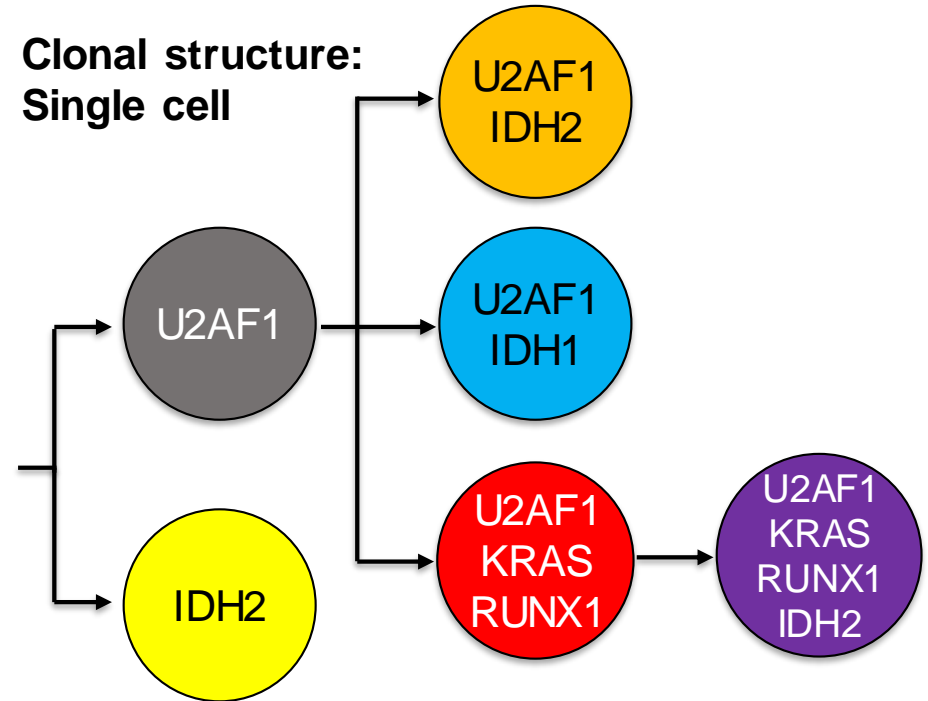 Clonal structure:
Single cell
U2AF1
IDH2
U2AF1
IDH2
U2AF1
IDH1
U2AF1
KRAS
RUNX1
U2AF1
KRAS
RUNX1
IDH2